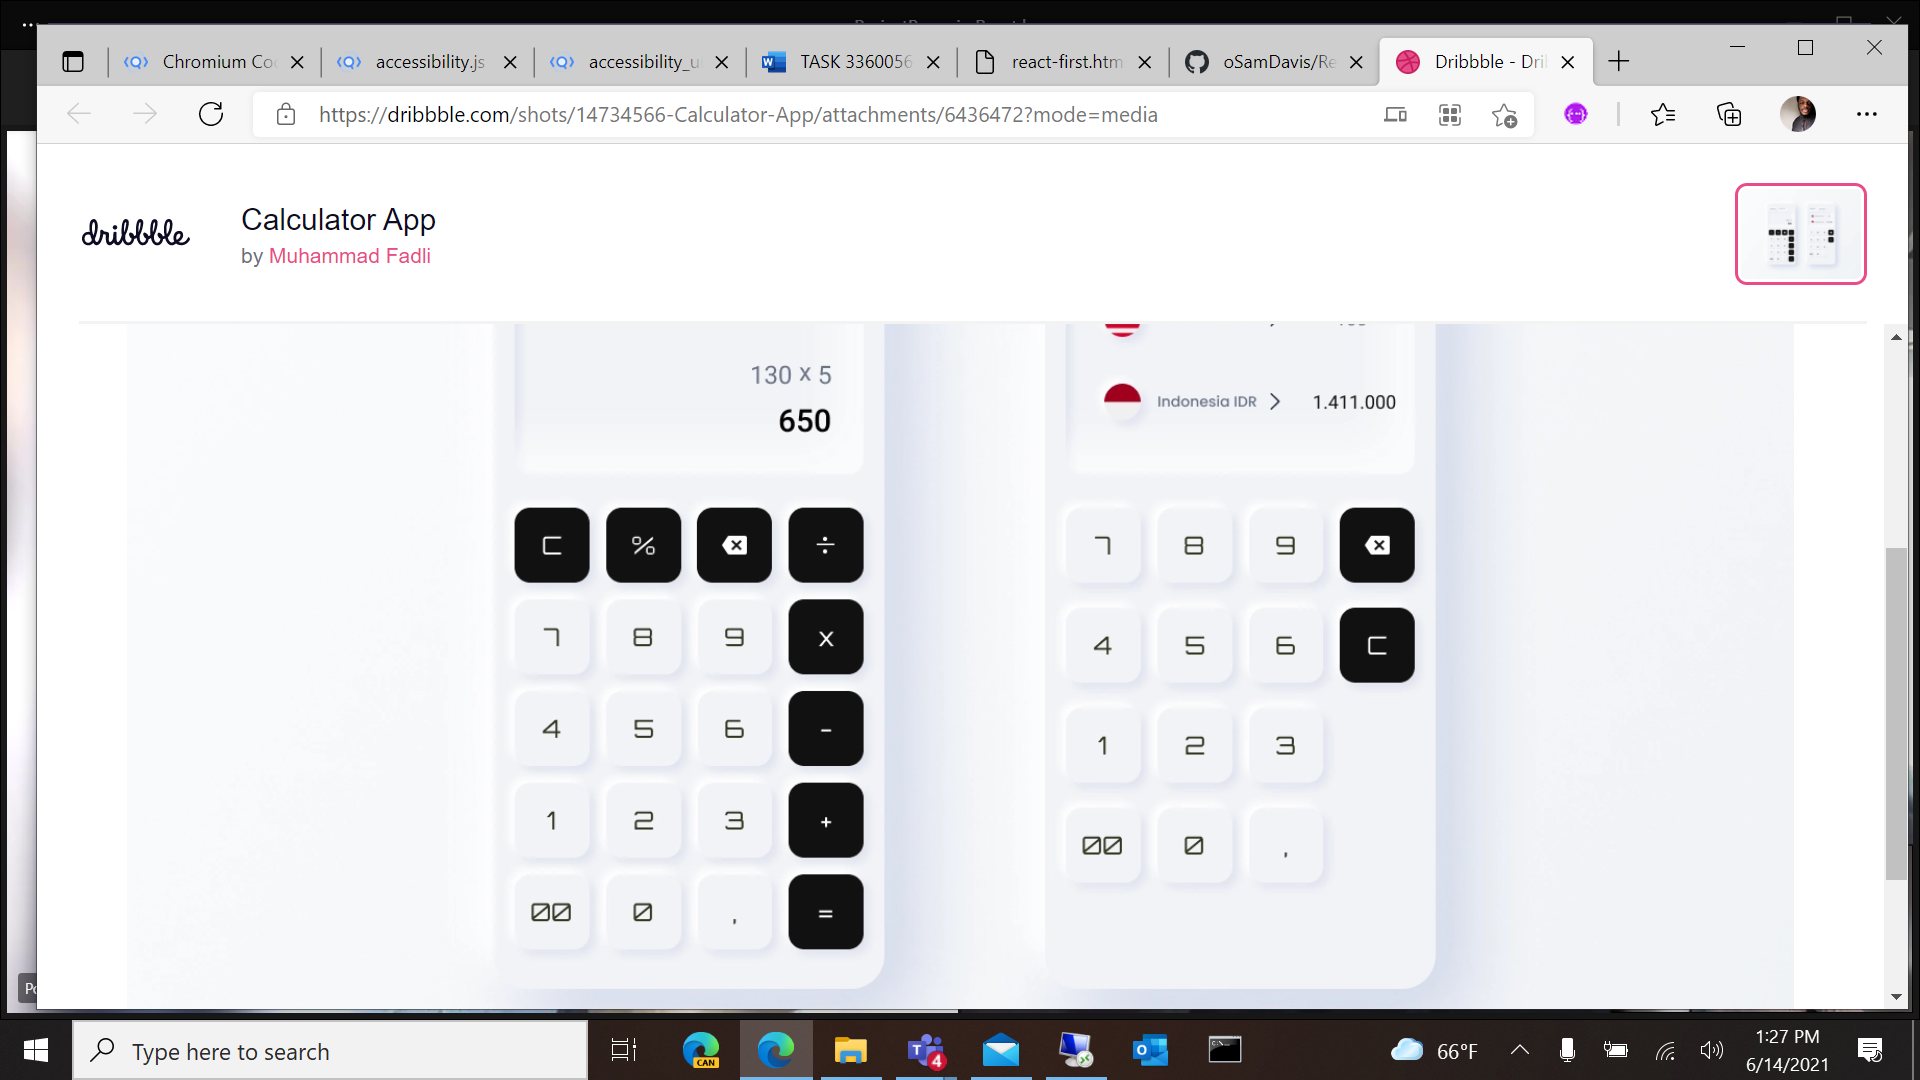 Chromium Co
accessibility.js
accessibility_u
TASK 3360056
react-first.htm
oSamDavis/Re
Dribbble - Dri
https://dribbble.com/shots/14734566-Calculator-App/attachments/6436472?mode=media
dribbble
Calculator App
by Muhammad Fadli
130 x 5
650
Indonesia IDR > 1.411.000
C % ÷
7 8 9 x
4 5 6 -
1 2 3 +
00 0 , =
7 8 9
4 5 6 C
1 2 3
00 0 ,
Type here to search
CAN
4
66°F
1:27 PM
6/14/2021